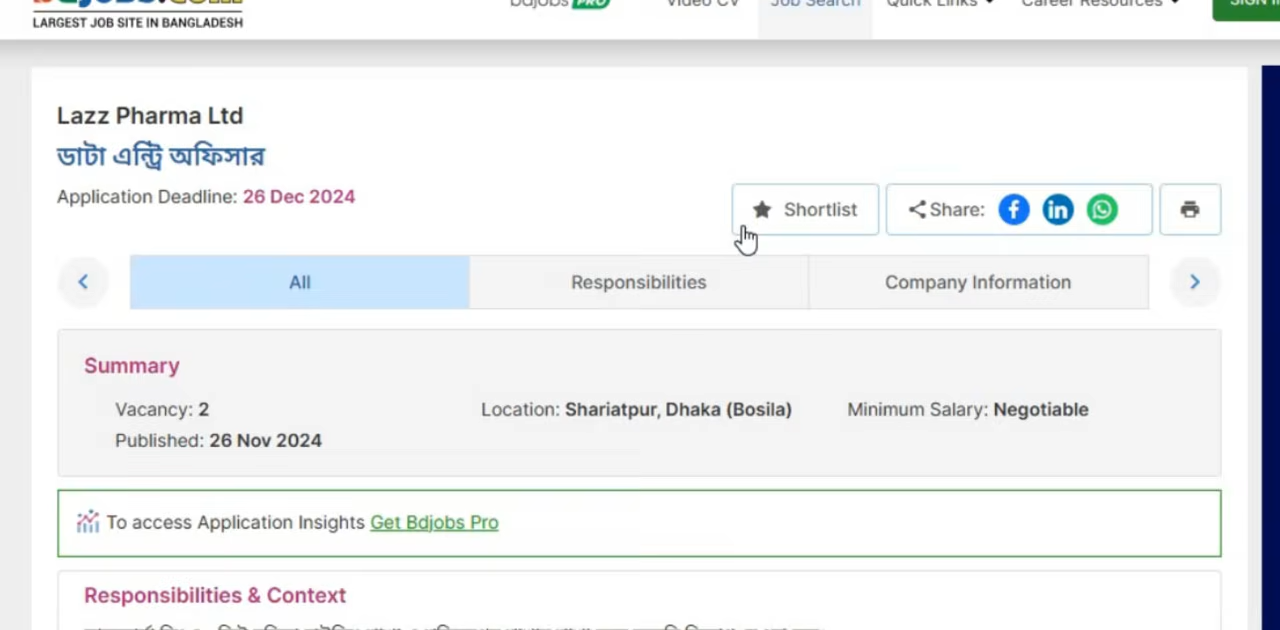 LARGEST JOB SITE IN BANGLADESH
bdjobs PRO Video CV Job Search Quick Links Career Resources
Lazz Pharma Ltd
ডাটা এন্ট্রি অফিসার
Application Deadline: 26 Dec 2024
Shortlist Share:
All Responsibilities Company Information
Summary
Vacancy: 2 Location: Shariatpur, Dhaka (Bosila) Minimum Salary: Negotiable
Published: 26 Nov 2024
To access Application Insights Get Bdjobs Pro
Responsibilities & Context